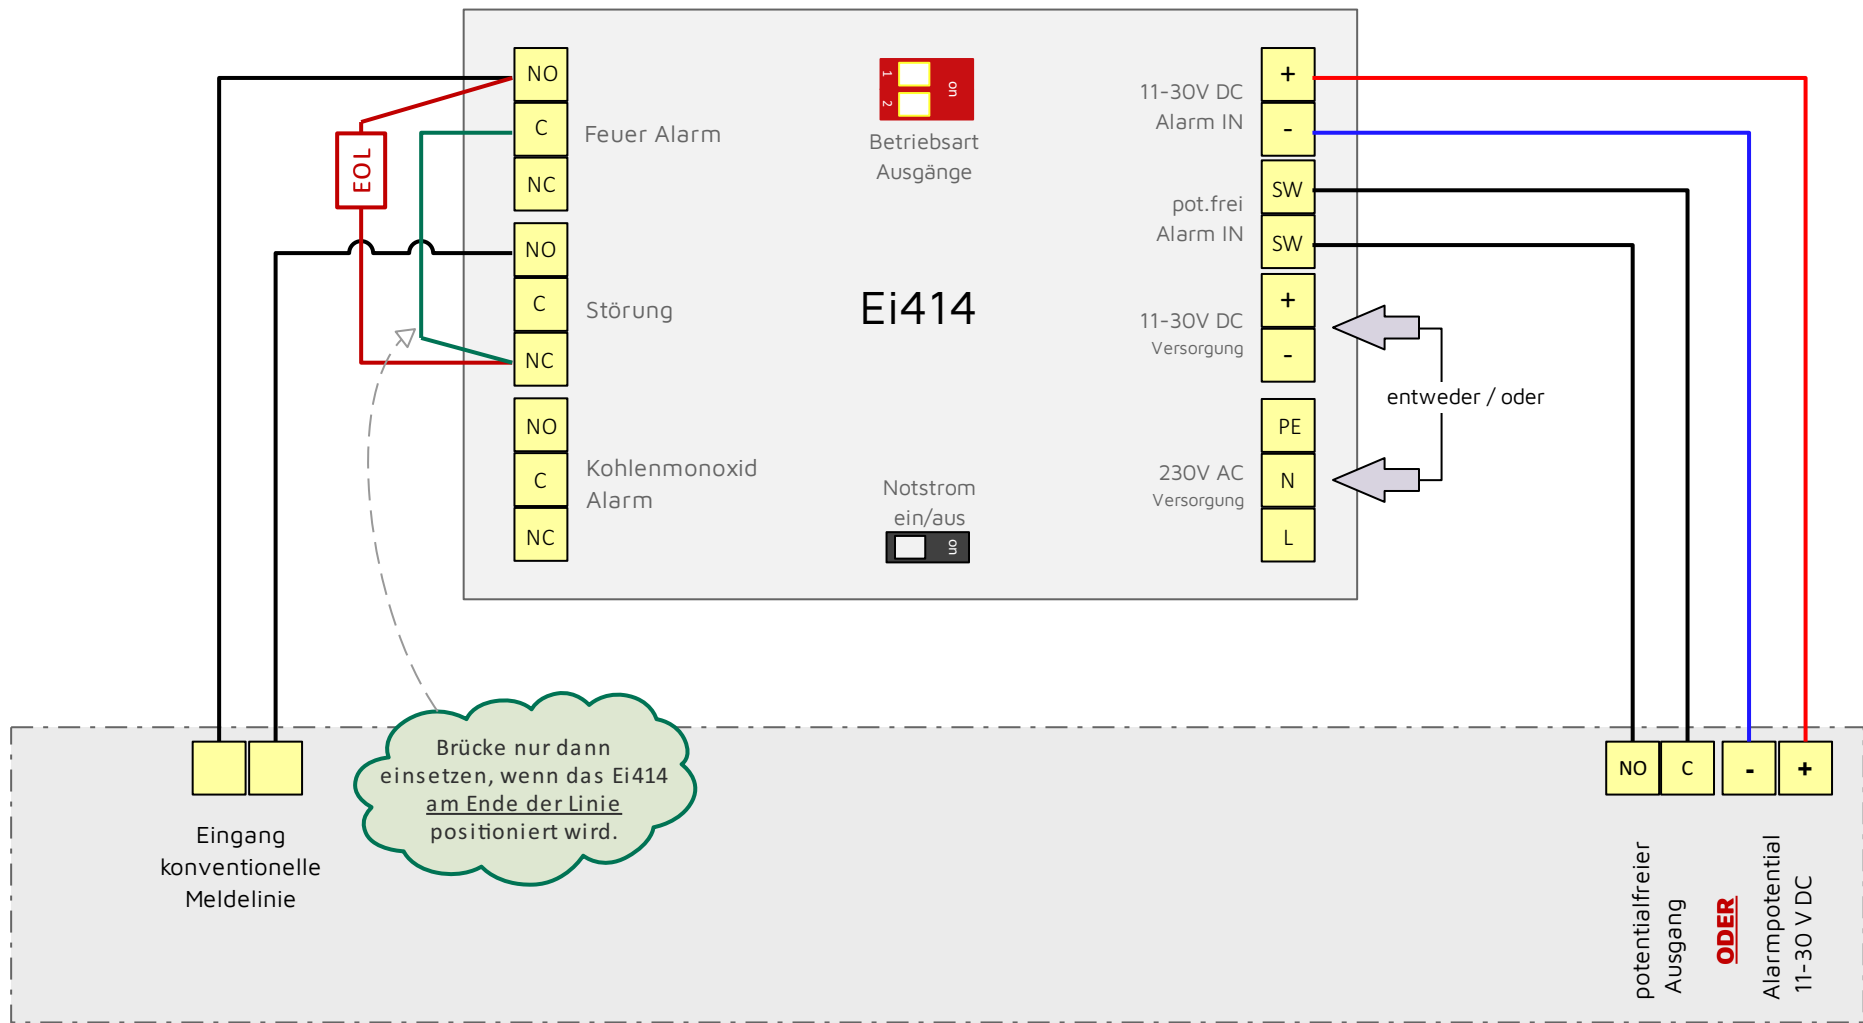 NO
C
NC
Feuer Alarm
NO
C
NC
Störung
NO
C
NC
Kohlenmonoxid
Alarm
EOL
1
2
on
Betriebsart
Ausgänge
Ei414
Notstrom
ein/aus
on
11-30V DC
Alarm IN
+
-
pot.frei
Alarm IN
SW
SW
11-30V DC
Versorgung
+
-
230V AC
Versorgung
PE
N
L
entweder / oder
Brücke nur dann
einsetzen, wenn das Ei414
am Ende der Linie
positioniert wird.
Eingang
konventionelle
Meldelinie
NO
C
-
+
potentialfreier
Ausgang
ODER
Alarmpotential
11-30 V DC